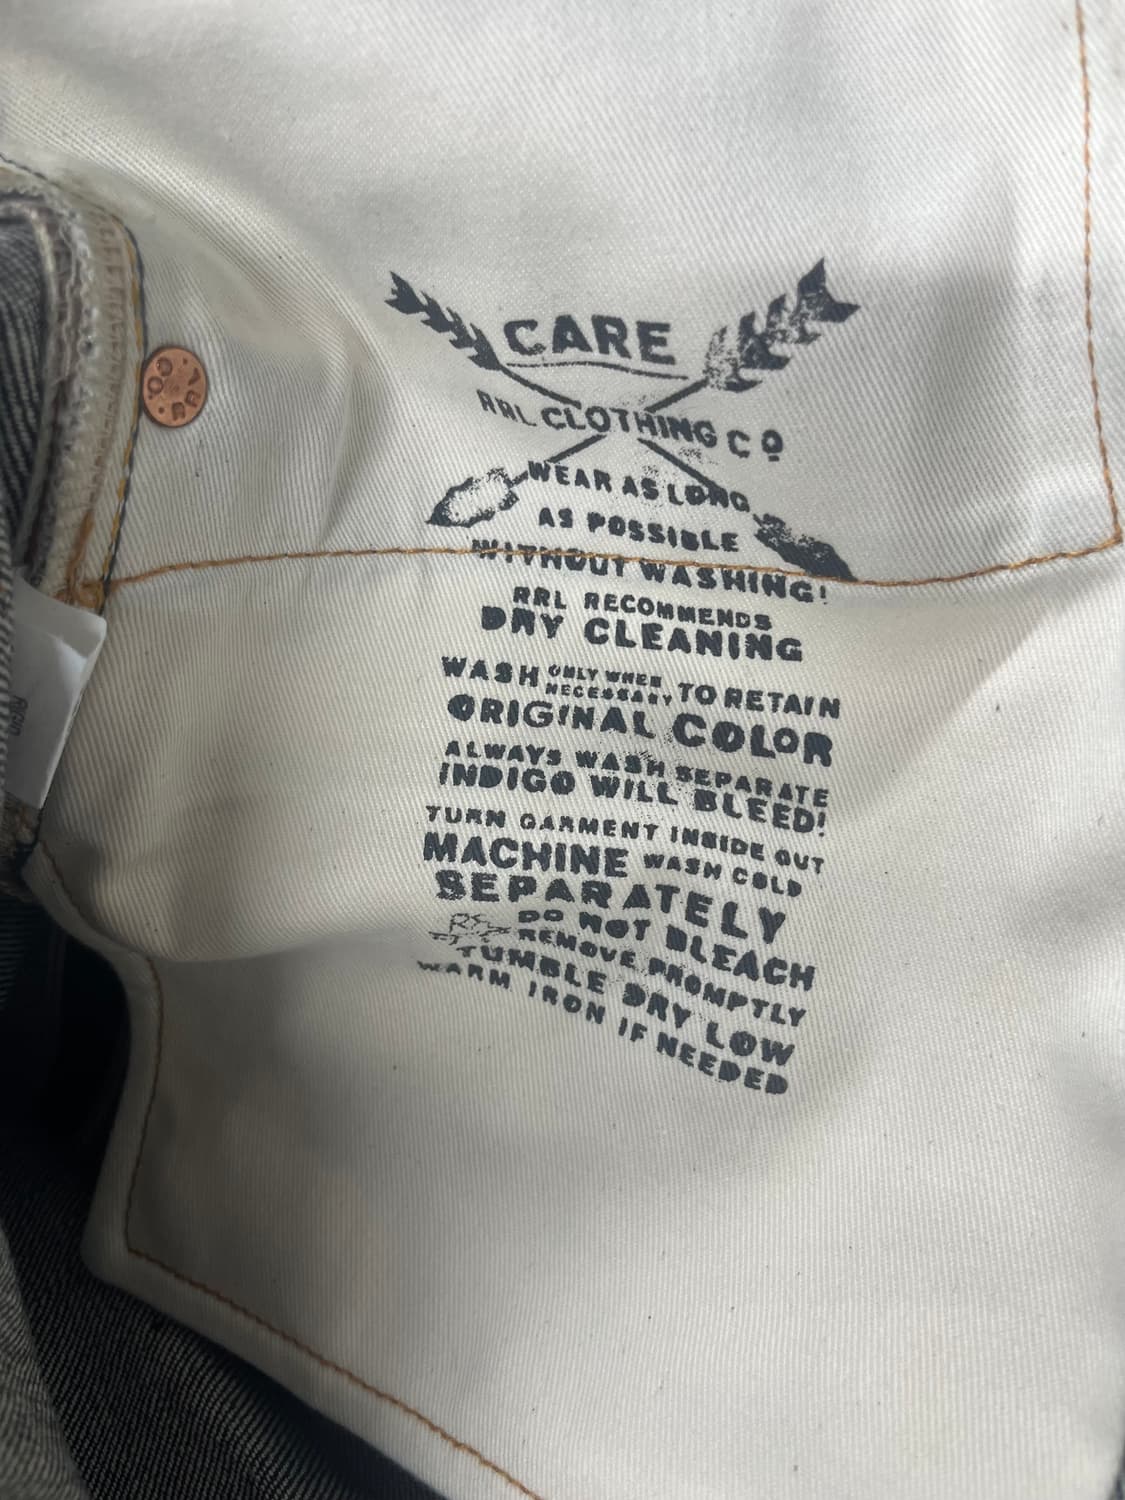 CARE
RRL CLOTHING CO
WEAR AS LONG
AS POSSIBLE
WITHOUT WASHING!
RRL RECOMMENDS
DRY CLEANING
WASH ONLY WHEN NECESSARY TO RETAIN
ORIGINAL COLOR
ALWAYS WASH SEPARATE
INDIGO WILL BLEED!
TURN GARMENT INSIDE OUT
MACHINE WASH COLD
SEPARATELY
DO NOT BLEACH
REMOVE PROMPTLY
TUMBLE DRY LOW
WARM IRON IF NEEDED
RRL CO.